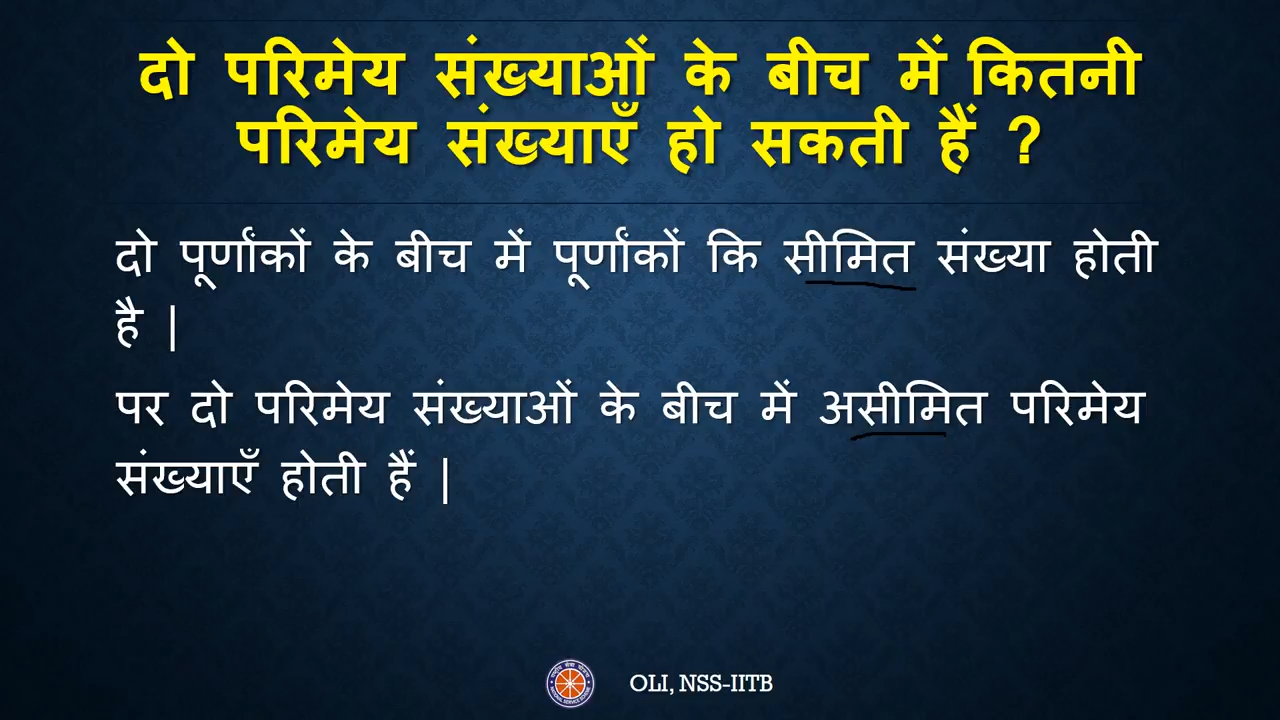 दो परिमेय संख्याओं के बीच में कितनी
परिमेय संख्याएँ हो सकती हैं ?
दो पूर्णांकों के बीच में पूर्णांकों कि सीमित संख्या होती
है |
पर दो परिमेय संख्याओं के बीच में असीमित परिमेय
संख्याएँ होती हैं |
OLI, NSS-IITB